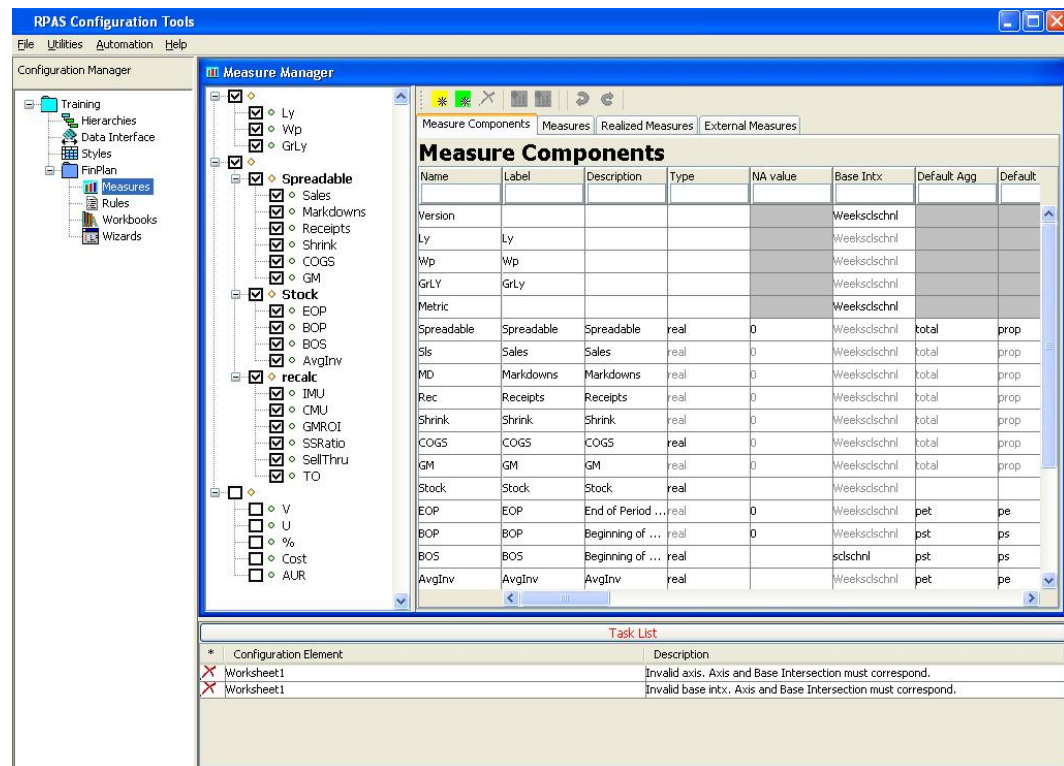 RPAS Configuration Tools
File Utilities Automation Help
Configuration Manager
Training
Hierarchies
Data Interface
Styles
FinPlan
Measures
Rules
Workbooks
Wizards
Measure Manager
Ly
Wp
GrLy
Spreadable
Sales
Markdowns
Receipts
Shrink
COGS
GM
Stock
EOP
BOP
BOS
AvgInv
recalc
IMU
CMU
GMROI
SSRatio
SellThru
TO
V
U
%
Cost
AUR
Measure Components Measures Realized Measures External Measures
Measure Components
Name Label Description Type NA value Base Intx Default Agg Default
Version Weeksclschnl
Ly Ly Weeksclschnl
Wp Wp Weeksclschnl
GrLY GrLy Weeksclschnl
Metric Weeksclschnl
Spreadable Spreadable Spreadable real 0 Weeksclschnl total prop
Sls Sales Sales real 0 Weeksclschnl total prop
MD Markdowns Markdowns real 0 Weeksclschnl total prop
Rec Receipts Receipts real 0 Weeksclschnl total prop
Shrink Shrink Shrink real 0 Weeksclschnl total prop
COGS COGS COGS real 0 Weeksclschnl total prop
GM GM GM real 0 Weeksclschnl total prop
Stock Stock Stock real Weeksclschnl
EOP EOP End of Period ... real 0 Weeksclschnl pet pe
BOP BOP Beginning of ... real 0 Weeksclschnl pst ps
BOS BOS Beginning of ... real sclschnl pst ps
AvgInv AvgInv AvgInv real Weeksclschnl pet pe
Task List
* Configuration Element Description
Worksheet1 Invalid axis. Axis and Base Intersection must correspond.
Worksheet1 Invalid base intx. Axis and Base Intersection must correspond.